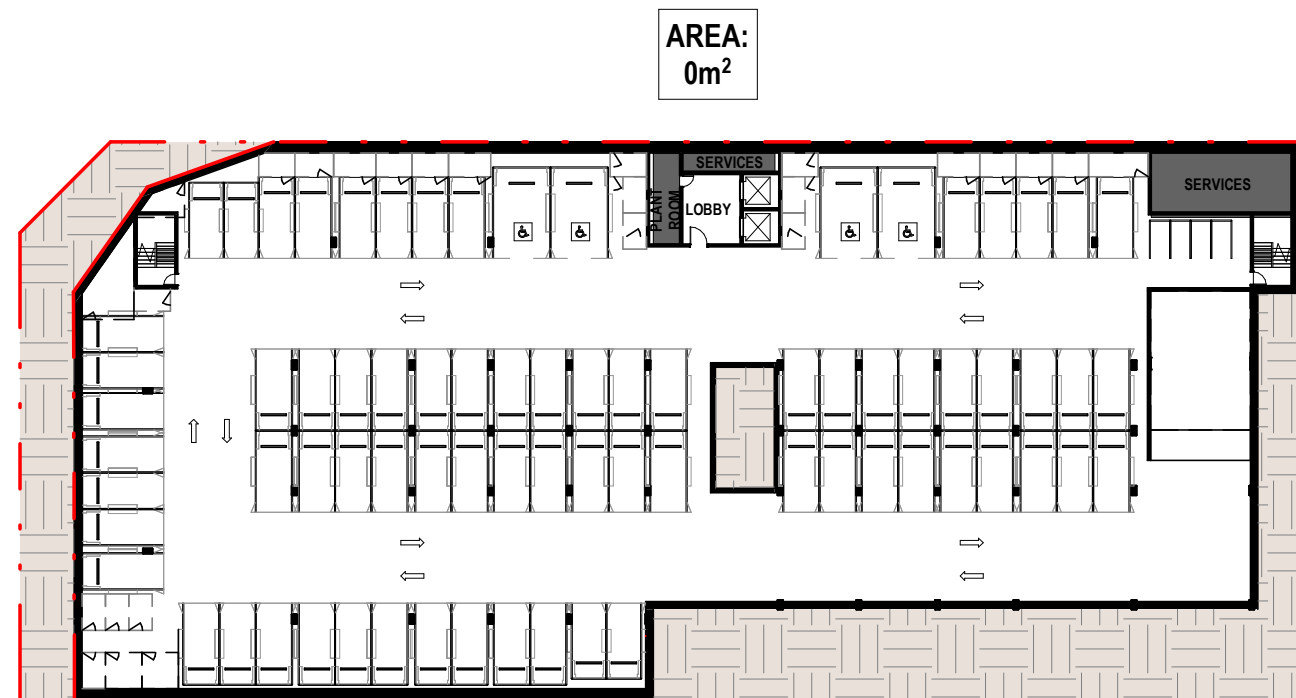 AREA:
0m²
SERVICES
PLANT
ROOM
LOBBY
SERVICES